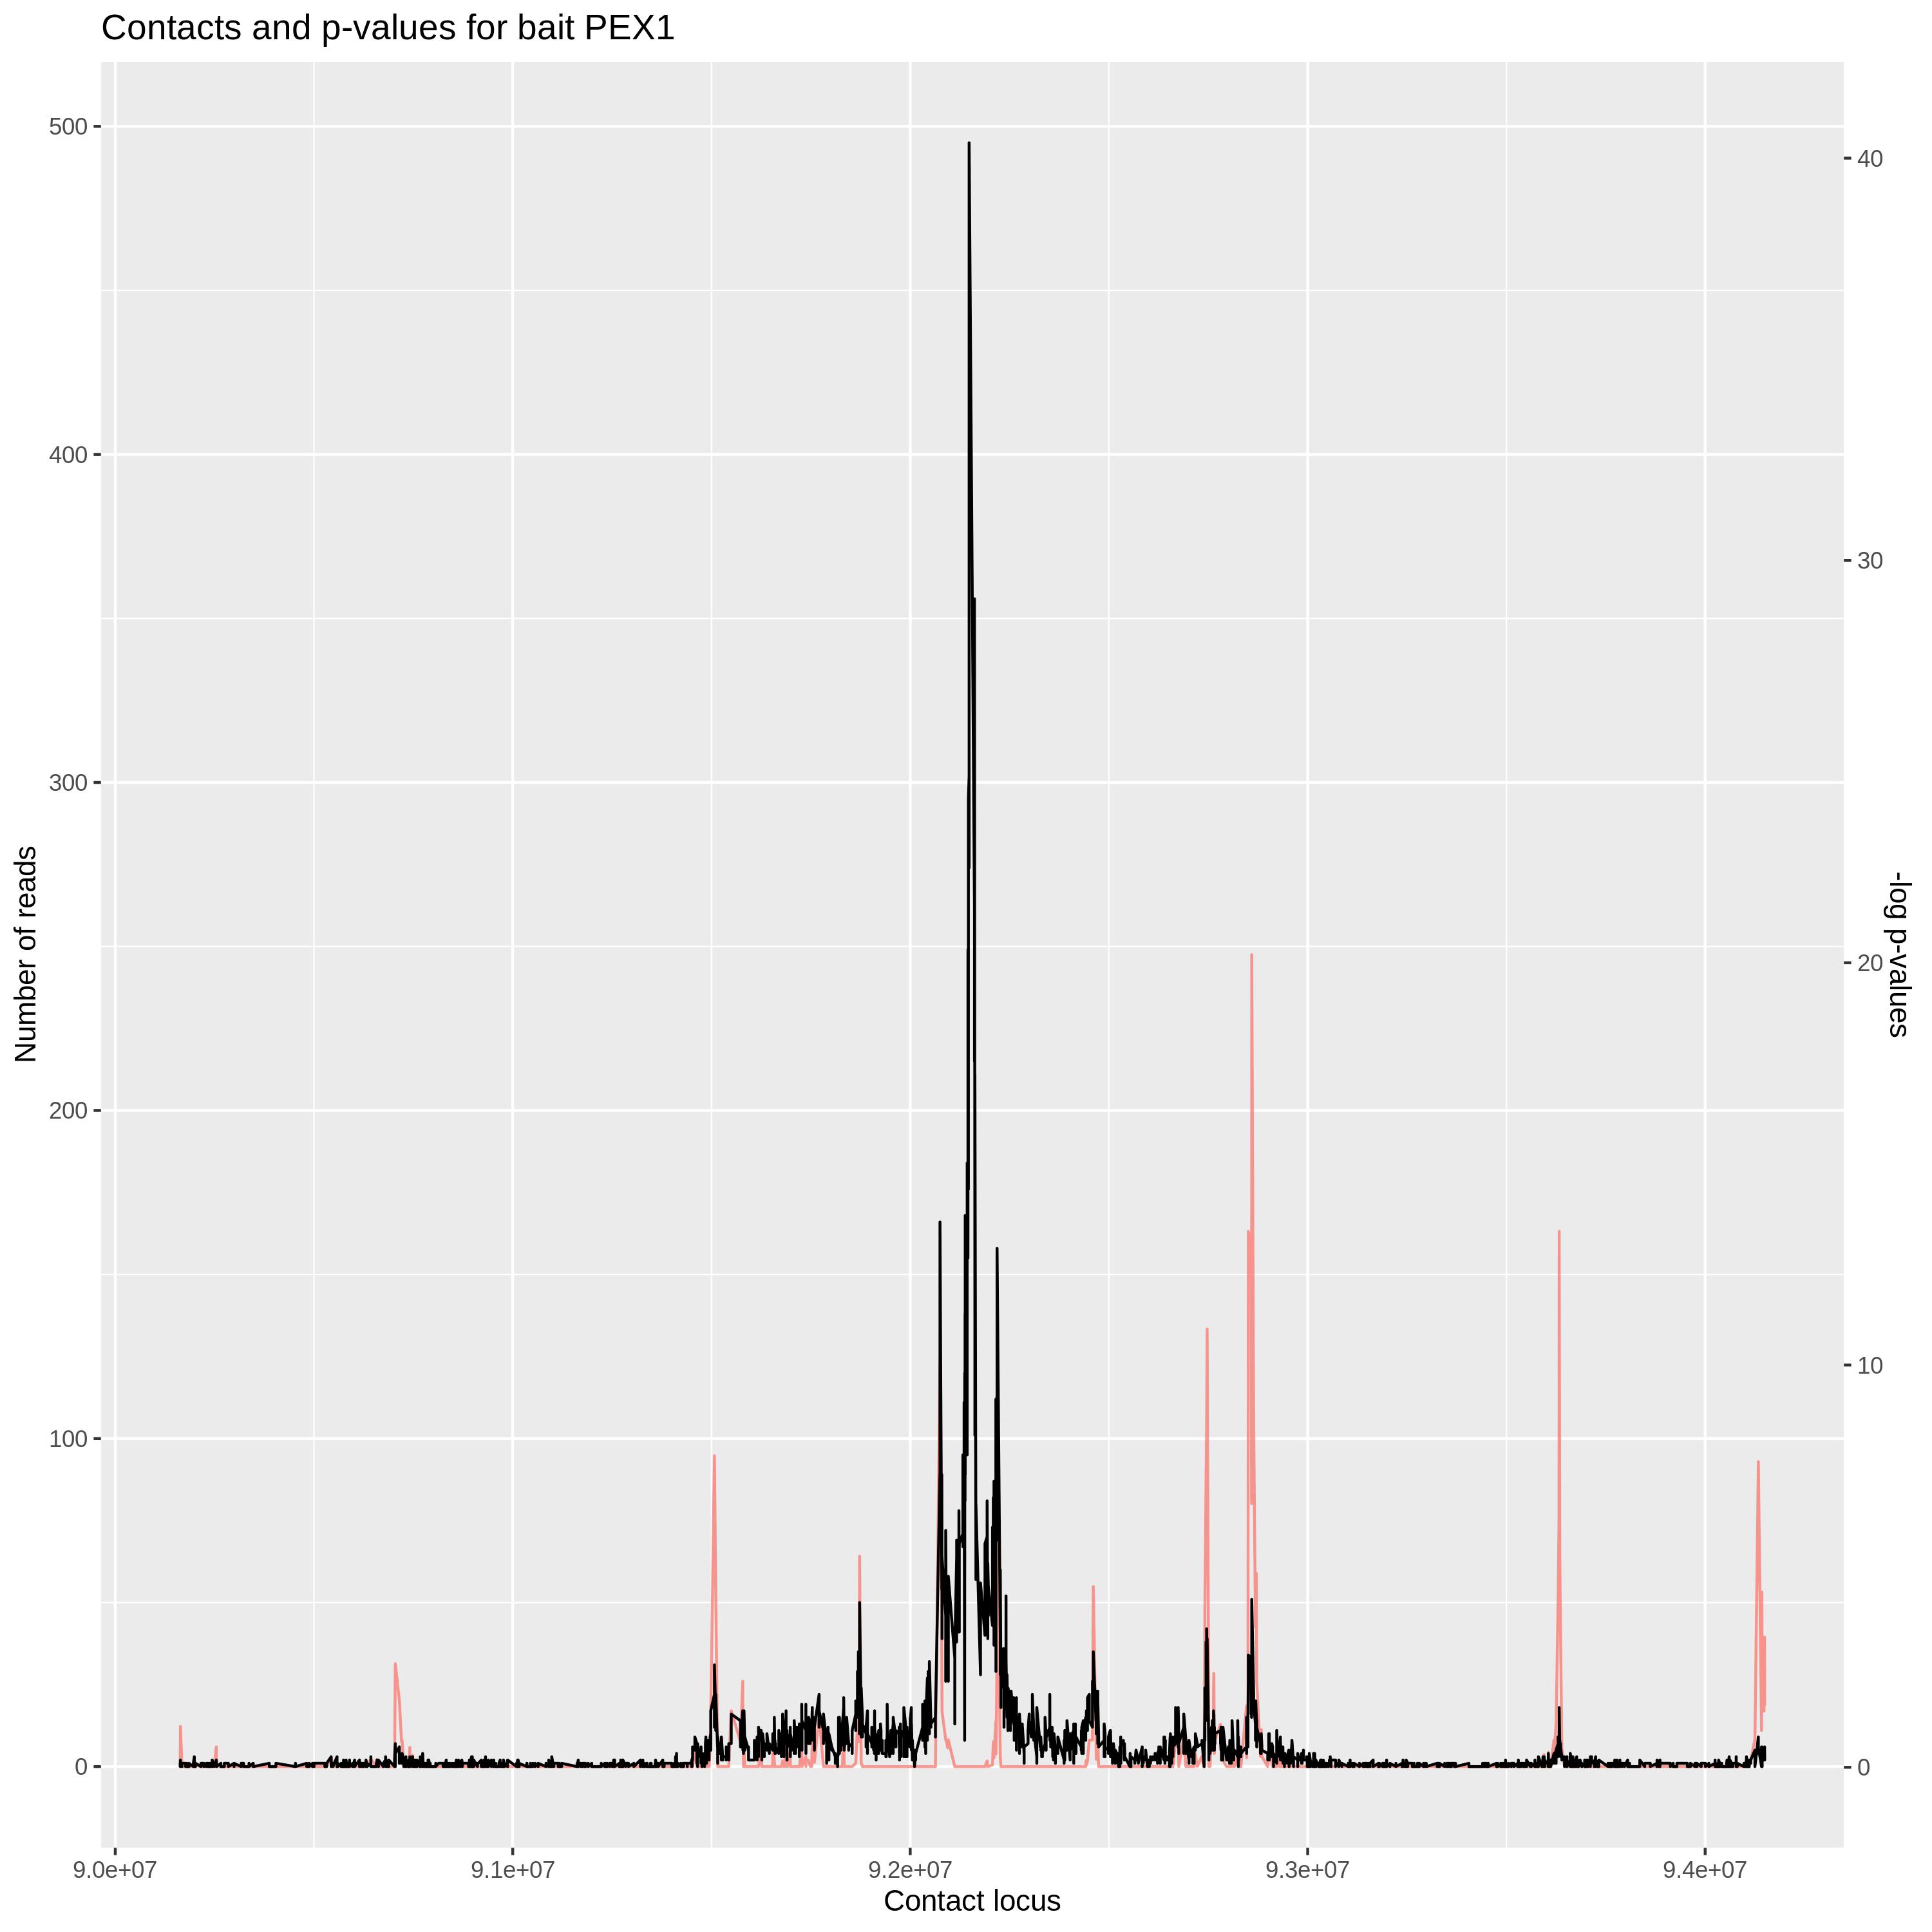 Contacts and p-values for bait PEX1
500
400
300
200
100
0
Number of reads
40
30
20
10
0
-log p-values
9.0e+07
9.1e+07
9.2e+07
9.3e+07
9.4e+07
Contact locus